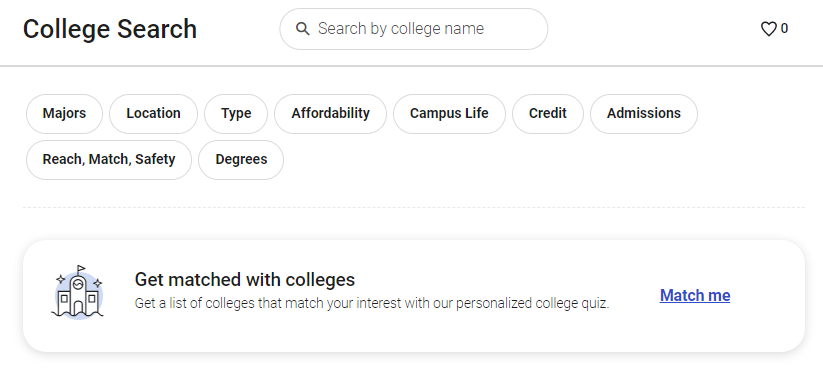 College Search
Search by college name
0
Majors
Location
Type
Affordability
Campus Life
Credit
Admissions
Reach, Match, Safety
Degrees
Get matched with colleges
Get a list of colleges that match your interest with our personalized college quiz.
Match me